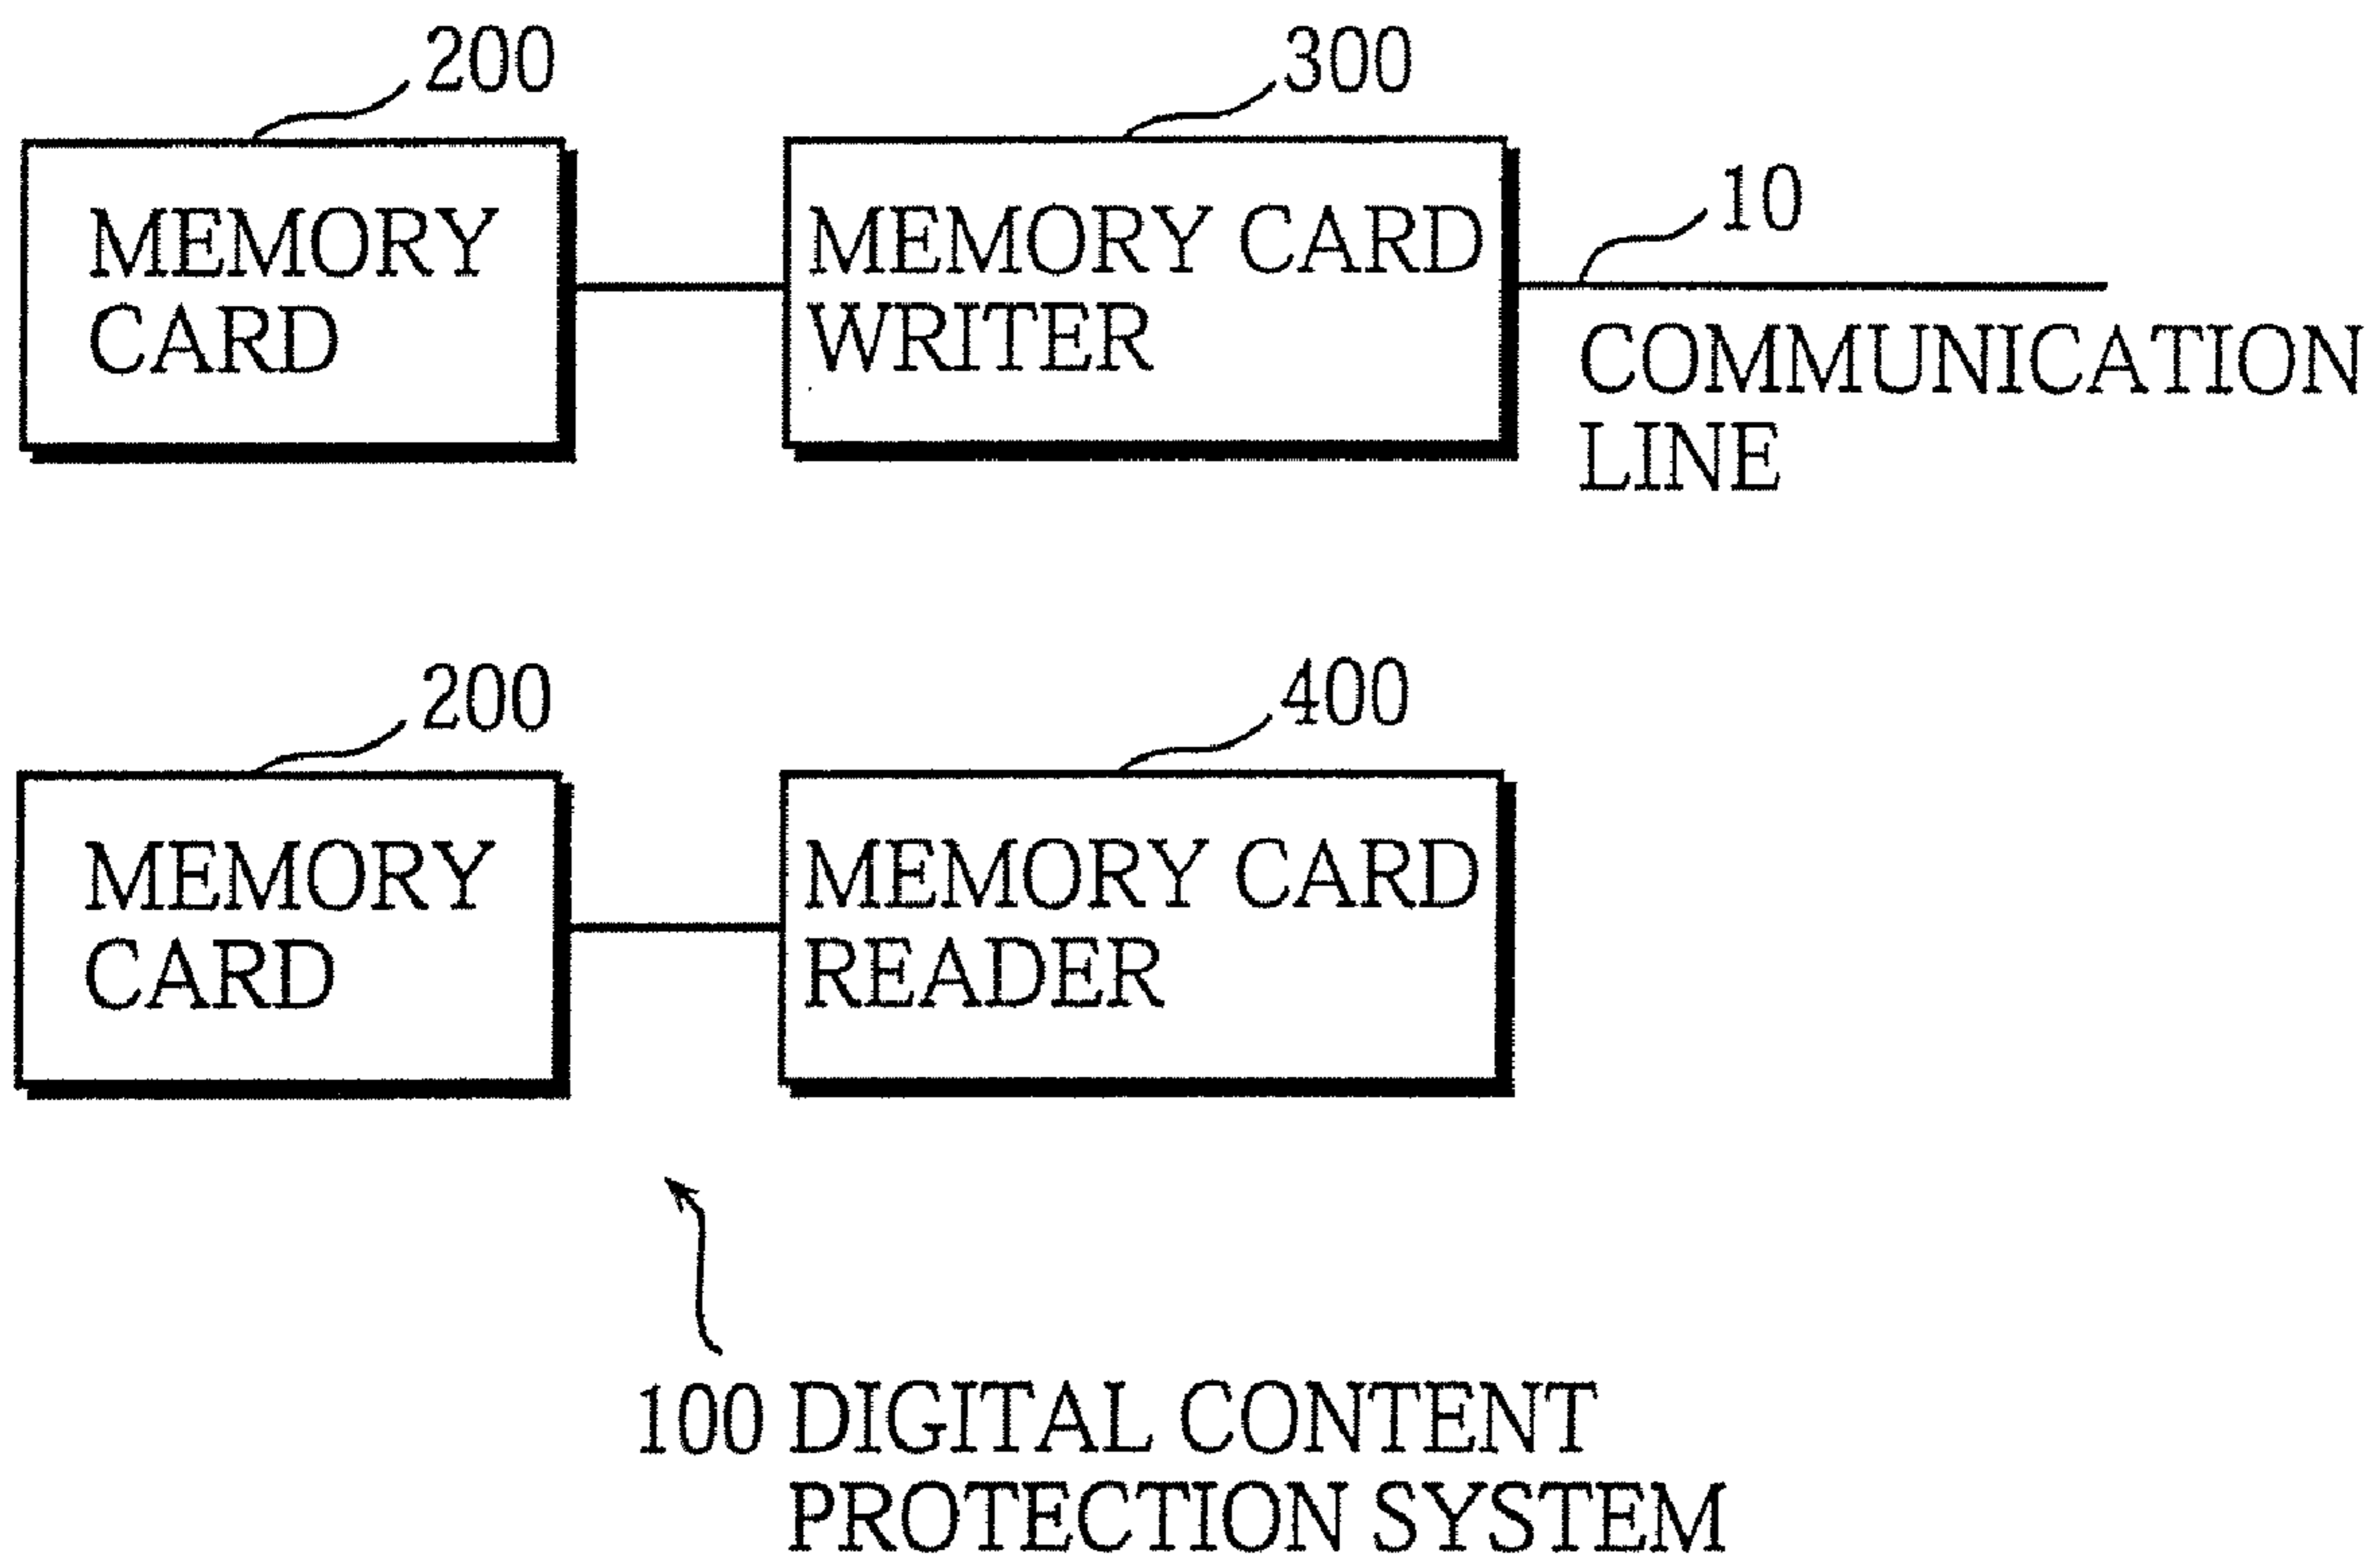 200
300
10
MEMORY
CARD
MEMORY CARD
WRITER
COMMUNICATION
LINE
200
400
MEMORY
CARD
MEMORY CARD
READER
100 DIGITAL CONTENT
PROTECTION SYSTEM